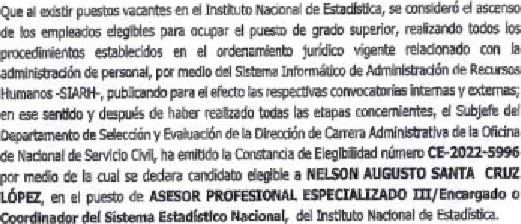 Que al existir puestos vacantes en el Instituto Nacional de Estadística, se consideró el ascenso
de los empleados elegibles para ocupar el puesto de grado superior, realizando todos los
procedimientos establecidos en el ordenamiento jurídico vigente relacionado con la
administración de personal, por medio del Sistema Informático de Administración de Recursos
Humanos -SIARH-, publicando para el efecto las respectivas convocatorias internas y externas;
en ese sentido y después de haber realizado todas las etapas concernientes, el Subjefe del
Departamento de Selección y Evaluación de la Dirección de Carrera Administrativa de la Oficina
de Nacional de Servicio Civil, ha emitido la Constancia de Elegibilidad número CE-2022-5996
por medio de la cual se declara candidato elegible a NELSON AUGUSTO SANTA CRUZ
LÓPEZ, en el puesto de ASESOR PROFESIONAL ESPECIALIZADO III/Encargado o
Coordinador del Sistema Estadístico Nacional, del Instituto Nacional de Estadística.